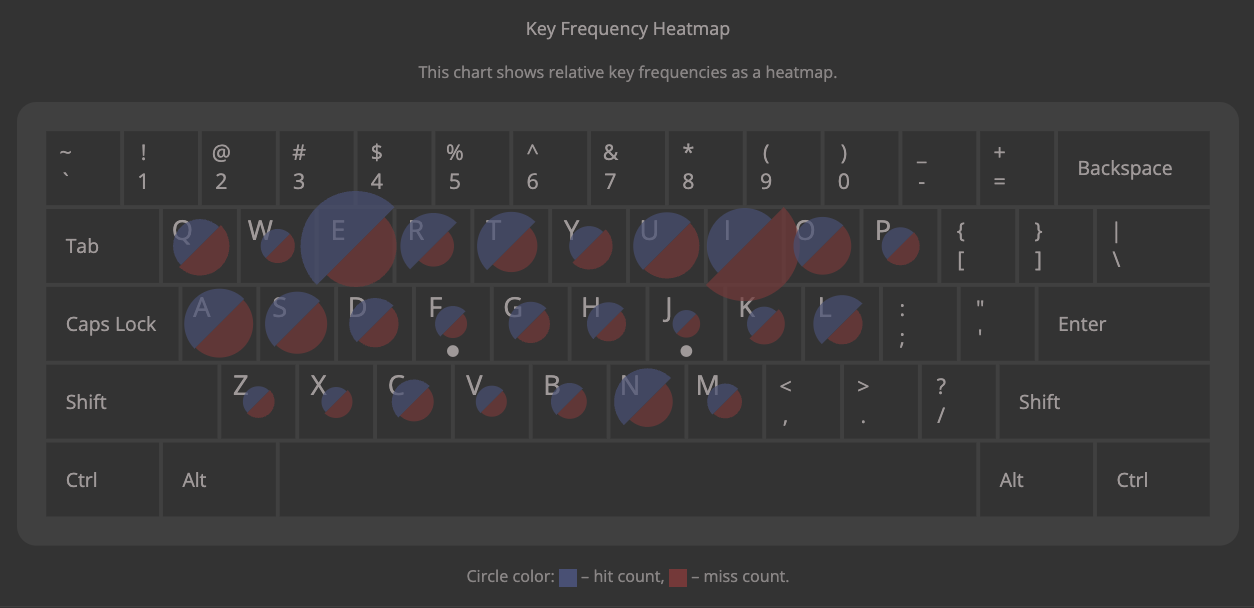 Key Frequency Heatmap
This chart shows relative key frequencies as a heatmap.
~ ! @ # $ % ^ & * ( ) _ +
` 1 2 3 4 5 6 7 8 9 0 - = Backspace
Tab Q W E R T Y U I O P { } |
[ ] \
Caps Lock A S D F G H J K L : " Enter
; '
Shift Z X C V B N M < > ? Shift
, . /
Ctrl Alt Alt Ctrl
Circle color: – hit count, – miss count.